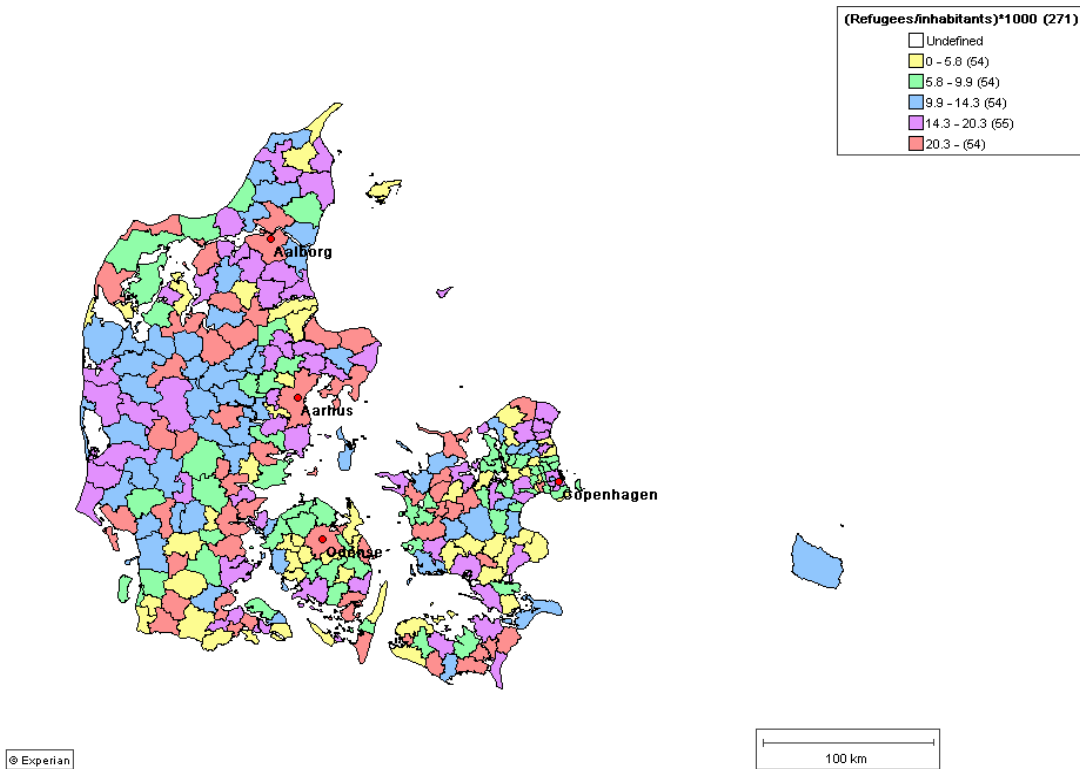 (Refugees/inhabitants)*1000 (271)
Undefined
0 - 5.8 (54)
5.8 - 9.9 (54)
9.9 - 14.3 (54)
14.3 - 20.3 (55)
20.3 - (54)
Aalborg
Aarhus
Copenhagen
Odense
100 km
© Experian